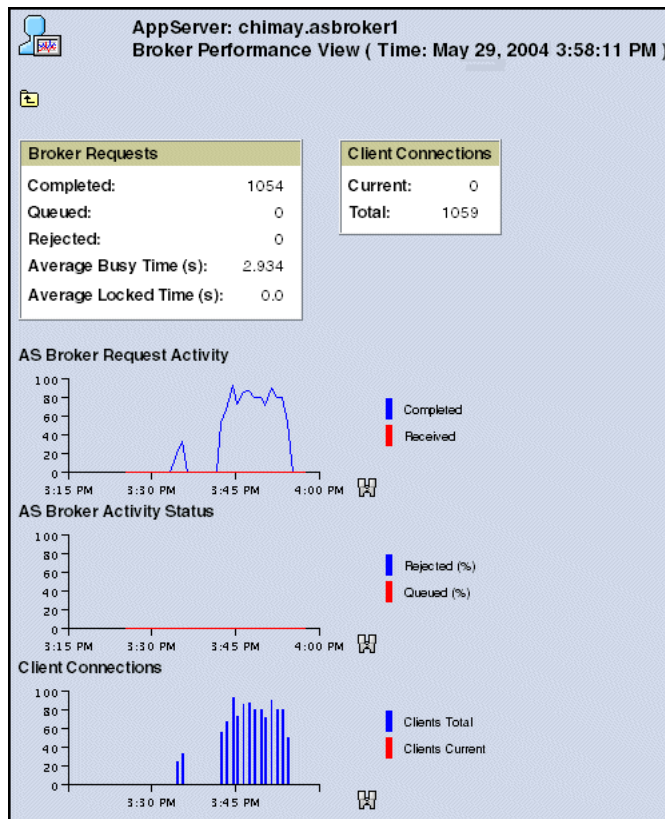 AppServer: chimay.asbroker1
Broker Performance View ( Time: May 29, 2004 3:58:11 PM )
Broker Requests
Completed: 1054
Queued: 0
Rejected: 0
Average Busy Time (s): 2.934
Average Locked Time (s): 0.0
Client Connections
Current: 0
Total: 1059
AS Broker Request Activity
100
80
60
40
20
0
3:15 PM 3:30 PM 3:45 PM 4:00 PM
Completed
Received
AS Broker Activity Status
100
80
60
40
20
0
3:15 PM 3:30 PM 3:45 PM 4:00 PM
Rejected (%)
Queued (%)
Client Connections
100
80
60
40
20
0
3:30 PM 3:45 PM
Clients Total
Clients Current